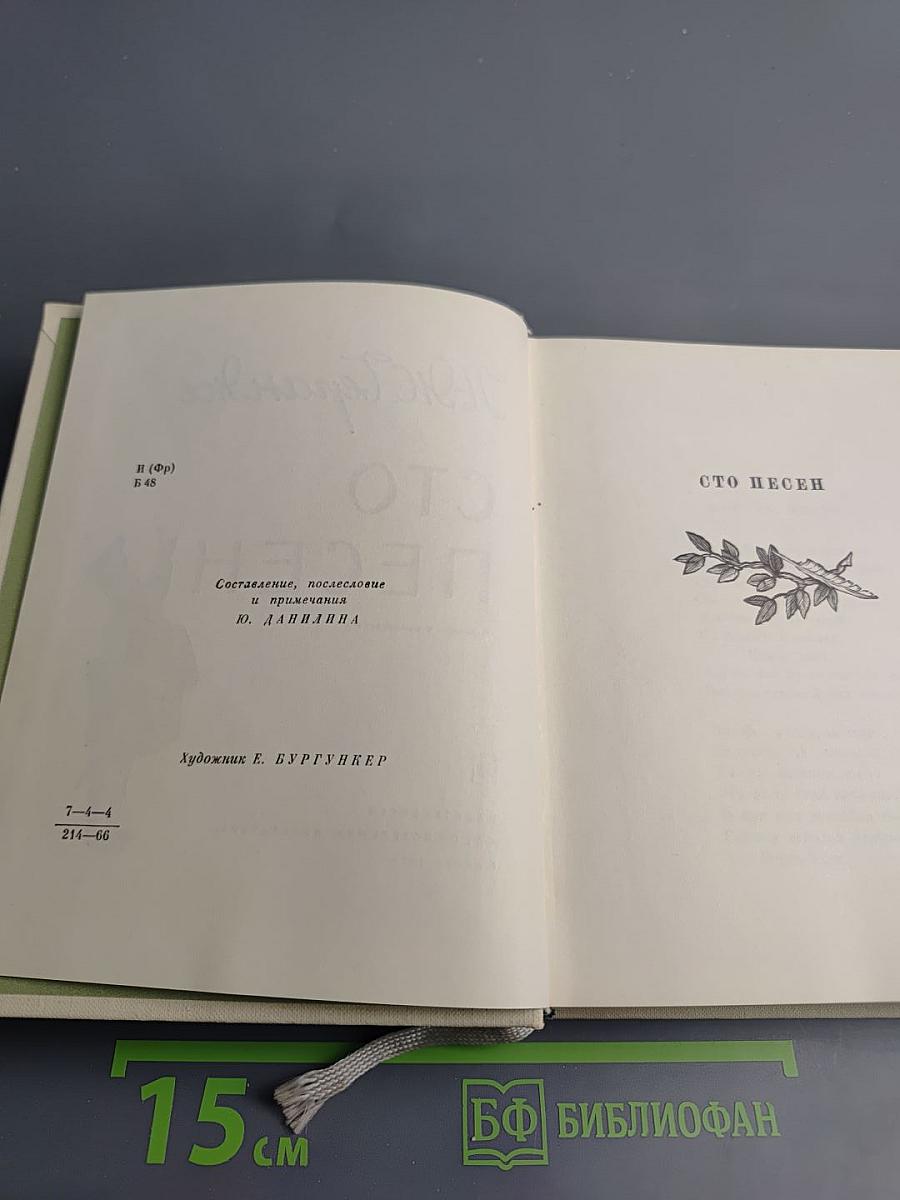 И (Фр)
Б 48
Составление, послесловие
и примечания
Ю. ДАНИЛИНА
Художник Е. БУРГУНКЕР
7—4—4
214—66
СТО ПЕСЕН
15 см
БФ БИБЛИОФАН